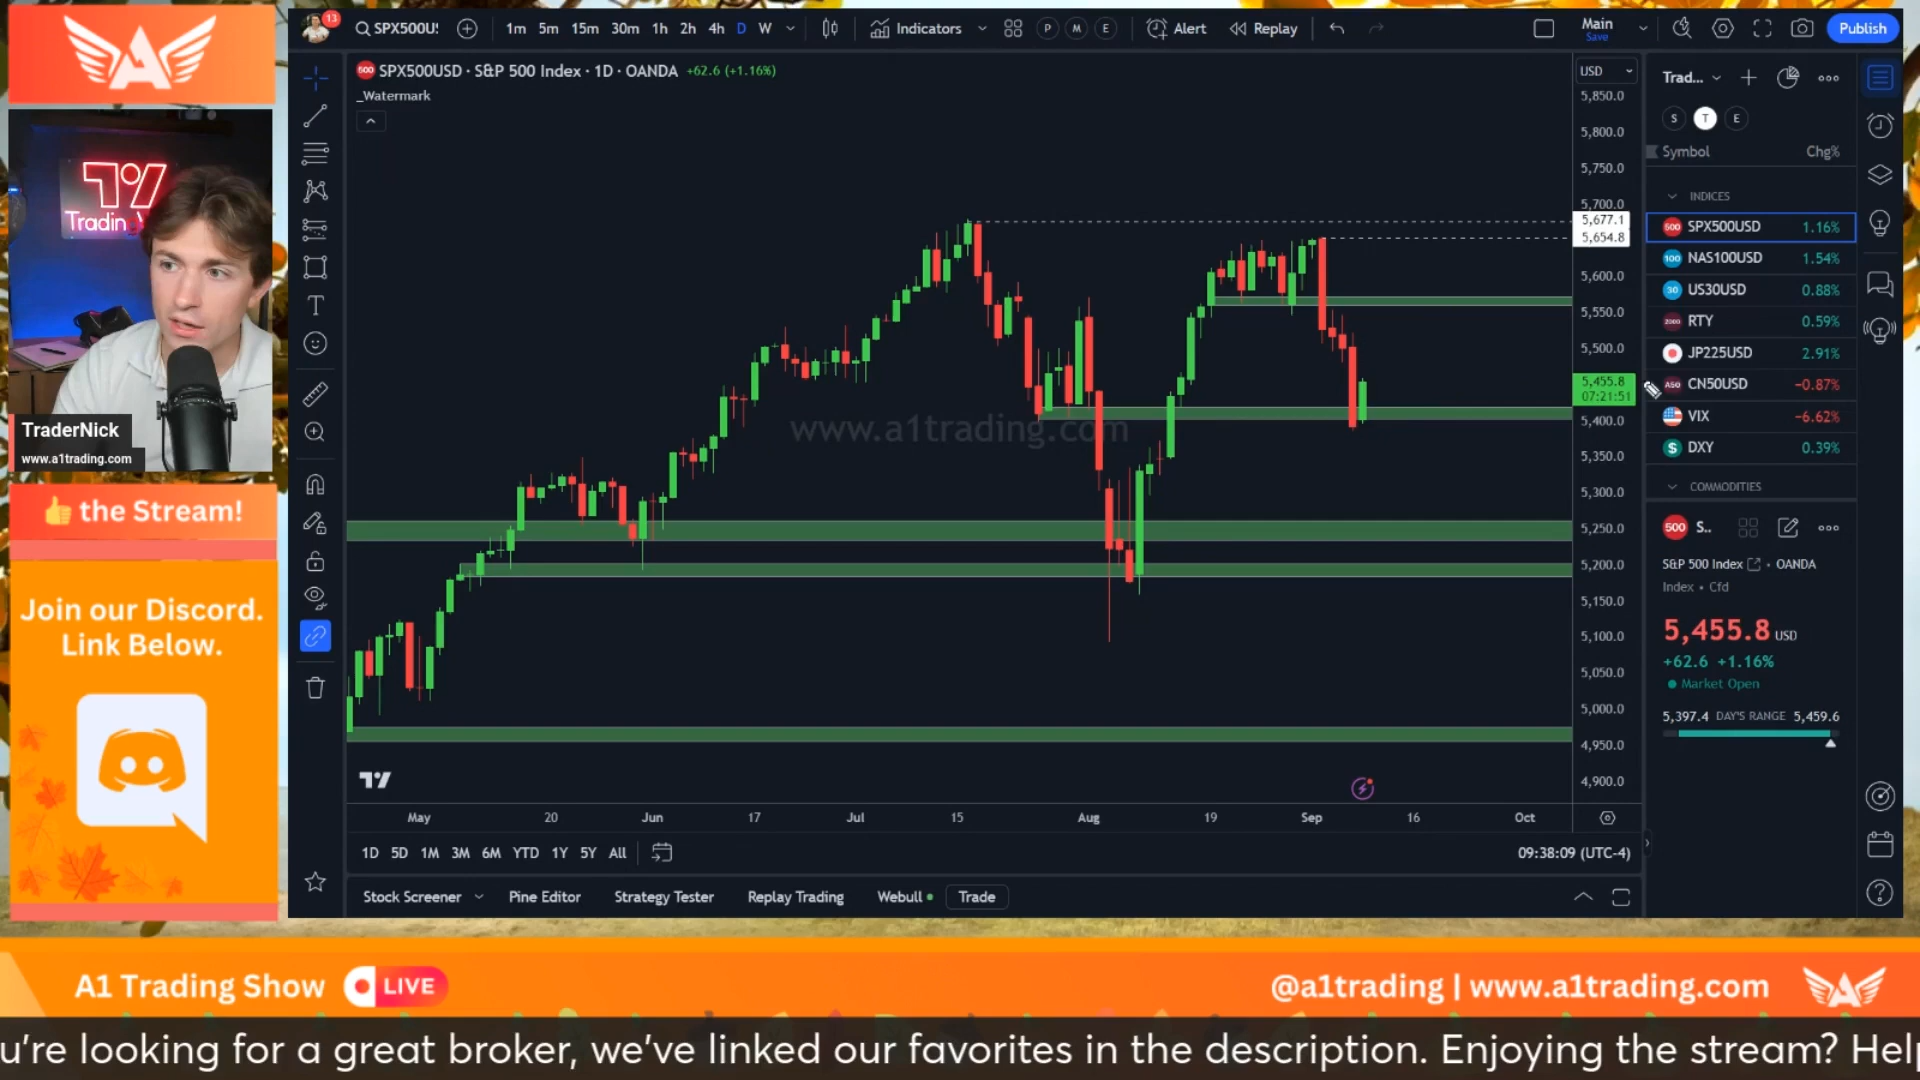 Trading
TraderNick
www.a1trading.com
👍 the Stream!
Join our Discord.
Link Below.
13
SPX500U
1m 5m 15m 30m 1h 2h 4h D W
Indicators
P M E
Alert
Replay
Main
Save
Publish
500 SPX500USD · S&P 500 Index · 1D · OANDA +62.6 (+1.16%)
_Watermark
USD
5,850.0
5,800.0
5,750.0
5,700.0
5,677.1
5,654.8
5,600.0
5,550.0
5,500.0
5,455.8
07:21:51
5,400.0
5,350.0
5,300.0
5,250.0
5,200.0
5,150.0
5,100.0
5,050.0
5,000.0
4,950.0
4,900.0
www.a1trading.com
May 20 Jun 17 Jul 15 Aug 19 Sep 16 Oct
1D 5D 1M 3M 6M YTD 1Y 5Y All
09:38:09 (UTC-4)
Stock Screener Pine Editor Strategy Tester Replay Trading Webull Trade
Trad...
S T E
Symbol Chg%
INDICES
500 SPX500USD 1.16%
100 NAS100USD 1.54%
30 US30USD 0.88%
2000 RTY 0.59%
JP225USD 2.91%
A50 CN50USD −0.87%
VIX −6.62%
$ DXY 0.39%
COMMODITIES
500 S..
S&P 500 Index • OANDA
Index • Cfd
5,455.8 USD
+62.6 +1.16%
Market Open
5,397.4 DAY'S RANGE 5,459.6
A1 Trading Show
LIVE
@a1trading | www.a1trading.com
u're looking for a great broker, we've linked our favorites in the description. Enjoying the stream? Help